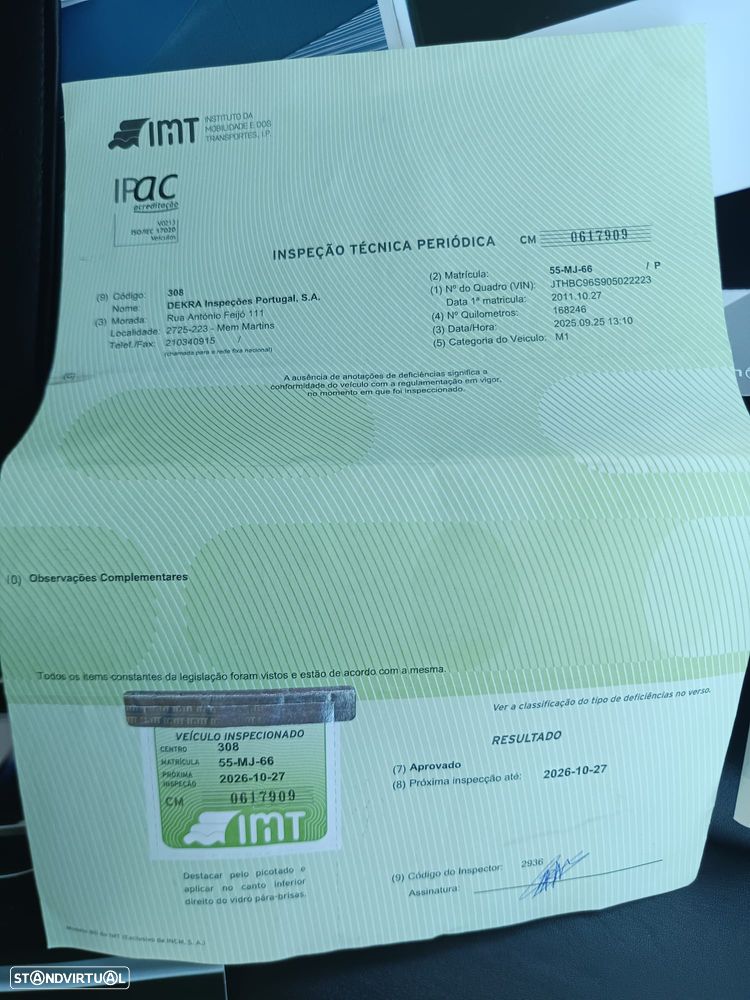 IMT INSTITUTO DA
MOBILIDADE E DOS
TRANSPORTES, I.P.
IPAC
acreditação
V0213
ISO/IEC 17020
Veículos
INSPEÇÃO TÉCNICA PERIÓDICA CM 0617909
(9) Código: 308
Nome: DEKRA Inspeções Portugal, S.A.
(3) Morada: Rua António Feijó 111
Localidade: 2725-223 - Mem Martins
Telef./Fax: 210340915 /
(chamada para a rede fixa nacional)
(2) Matrícula: 55-MJ-66 / P
(1) Nº do Quadro (VIN): JTHBC96S905022223
Data 1ª matricula: 2011.10.27
(4) Nº Quilometros: 168246
(3) Data/Hora: 2025.09.25 13:10
(5) Categoria do Veículo: M1
A ausência de anotações de deficiências significa a
conformidade do veículo com a regulamentação em vigor,
no momento em que foi inspeccionado.
Observações Complementares
Todos os items constantes da legislação foram vistos e estão de acordo com a mesma.
Ver a classificação do tipo de deficiências no verso.
VEÍCULO INSPECIONADO
CENTRO 308
MATRÍCULA 55-MJ-66
PRÓXIMA
INSPEÇÃO 2026-10-27
CM 0617909
IMT
RESULTADO
(7) Aprovado
(8) Próxima inspecção até: 2026-10-27
Destacar pelo picotado e
aplicar no canto inferior
direito do vidro pára-brisas.
(9) Código do Inspector: 2936
Assinatura:
(Exclusivo da INCM, S.A.)
STANDVIRTUAL